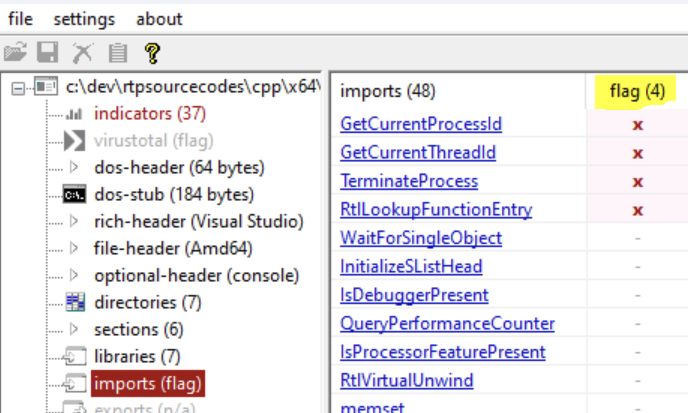 file settings about
c:\dev\rtpsourcecodes\cpp\x64\
indicators (37)
virustotal (flag)
dos-header (64 bytes)
dos-stub (184 bytes)
rich-header (Visual Studio)
file-header (Amd64)
optional-header (console)
directories (7)
sections (6)
libraries (7)
imports (flag)
exports (n/a)
imports (48) flag (4)
GetCurrentProcessId x
GetCurrentThreadId x
TerminateProcess x
RtlLookupFunctionEntry x
WaitForSingleObject -
InitializeSListHead -
IsDebuggerPresent -
QueryPerformanceCounter -
IsProcessorFeaturePresent -
RtlVirtualUnwind -
memset -